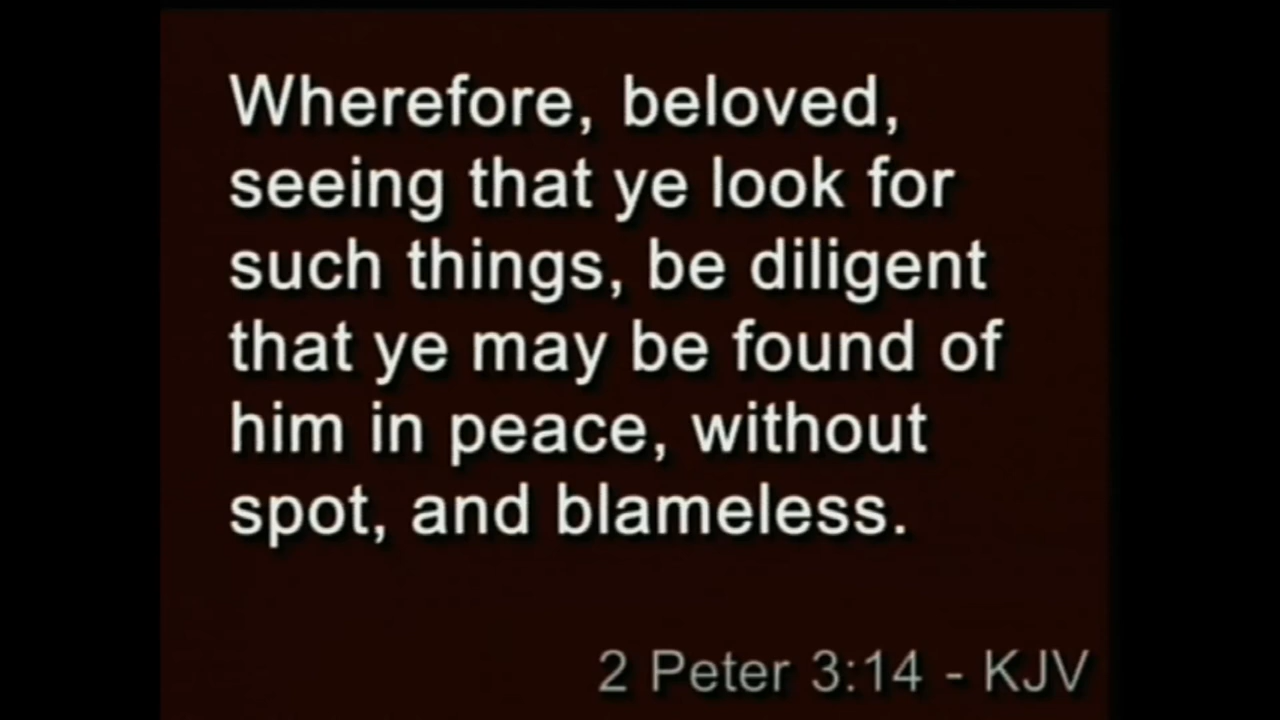 Wherefore, beloved,
seeing that ye look for
such things, be diligent
that ye may be found of
him in peace, without
spot, and blameless.
2 Peter 3:14 - KJV